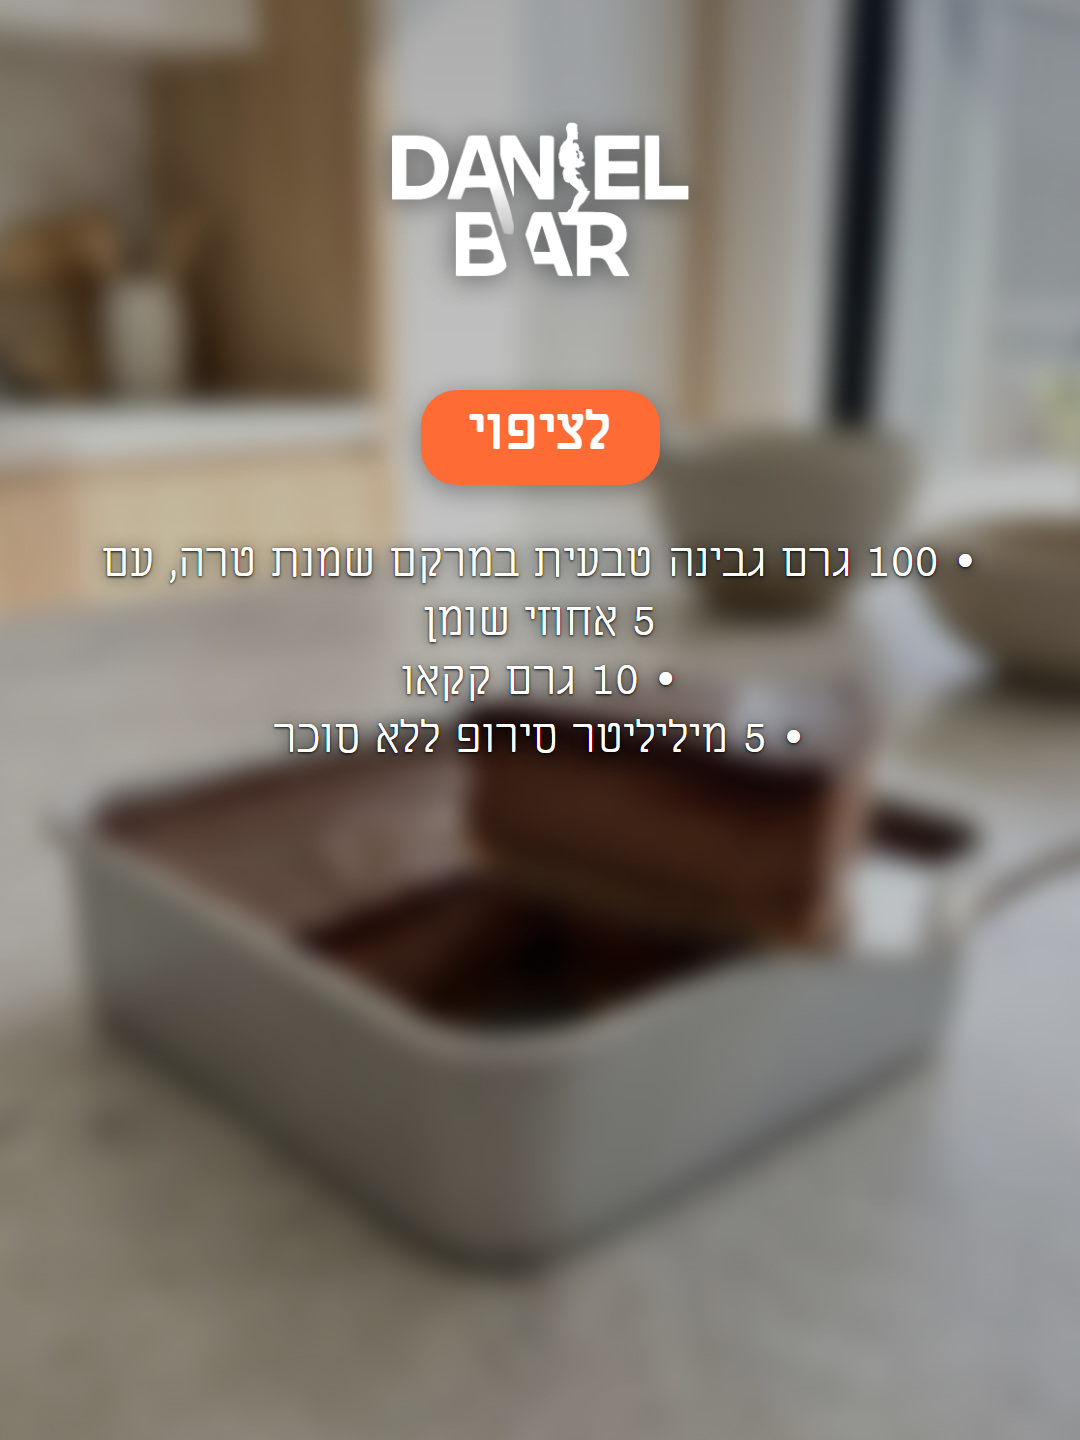 DANIEL
BAR
לציפוי
• 100 גרם גבינה טבעית במרקם שמנת טרה, עם
5 אחוזי שומן
• 10 גרם קקאו
• 5 מיליליטר סירופ ללא סוכר